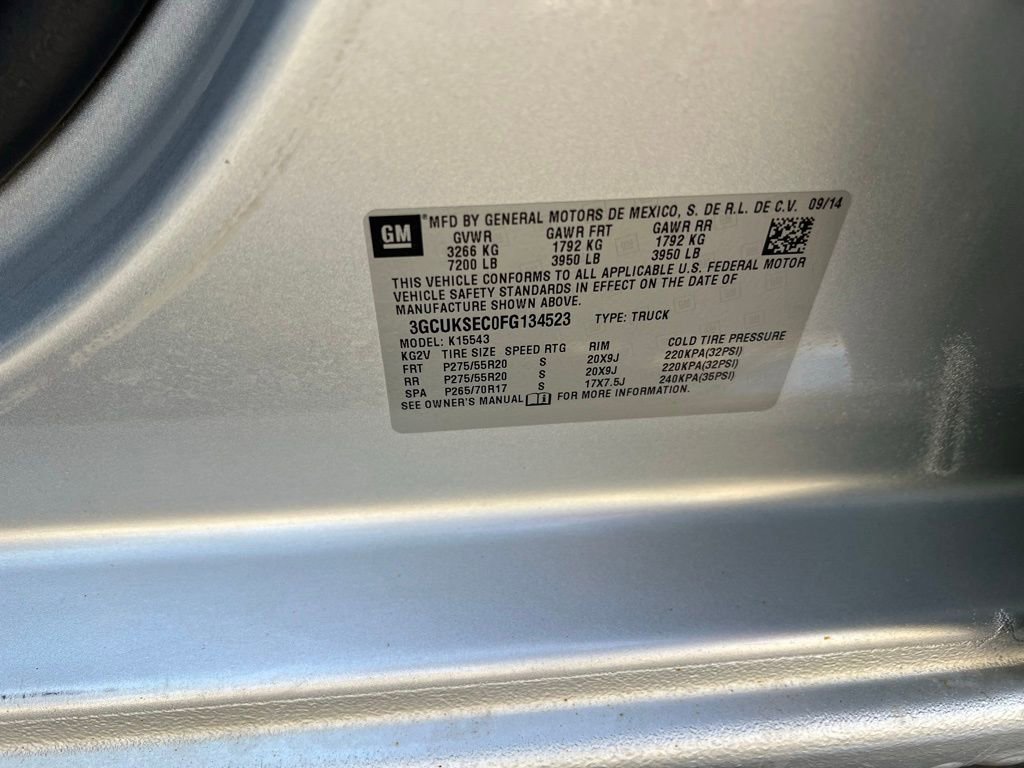 GM ®MFD BY GENERAL MOTORS DE MEXICO, S. DE R.L. DE C.V. 09/14
GVWR GAWR FRT GAWR RR
3266 KG 1792 KG 1792 KG
7200 LB 3950 LB 3950 LB
THIS VEHICLE CONFORMS TO ALL APPLICABLE U.S. FEDERAL MOTOR
VEHICLE SAFETY STANDARDS IN EFFECT ON THE DATE OF
MANUFACTURE SHOWN ABOVE.
3GCUKSEC0FG134523 TYPE: TRUCK
MODEL: K15543
KG2V TIRE SIZE SPEED RTG RIM COLD TIRE PRESSURE
FRT P275/55R20 S 20X9J 220KPA(32PSI)
RR P275/55R20 S 20X9J 220KPA(32PSI)
SPA P265/70R17 S 17X7.5J 240KPA(35PSI)
SEE OWNER'S MANUAL FOR MORE INFORMATION.